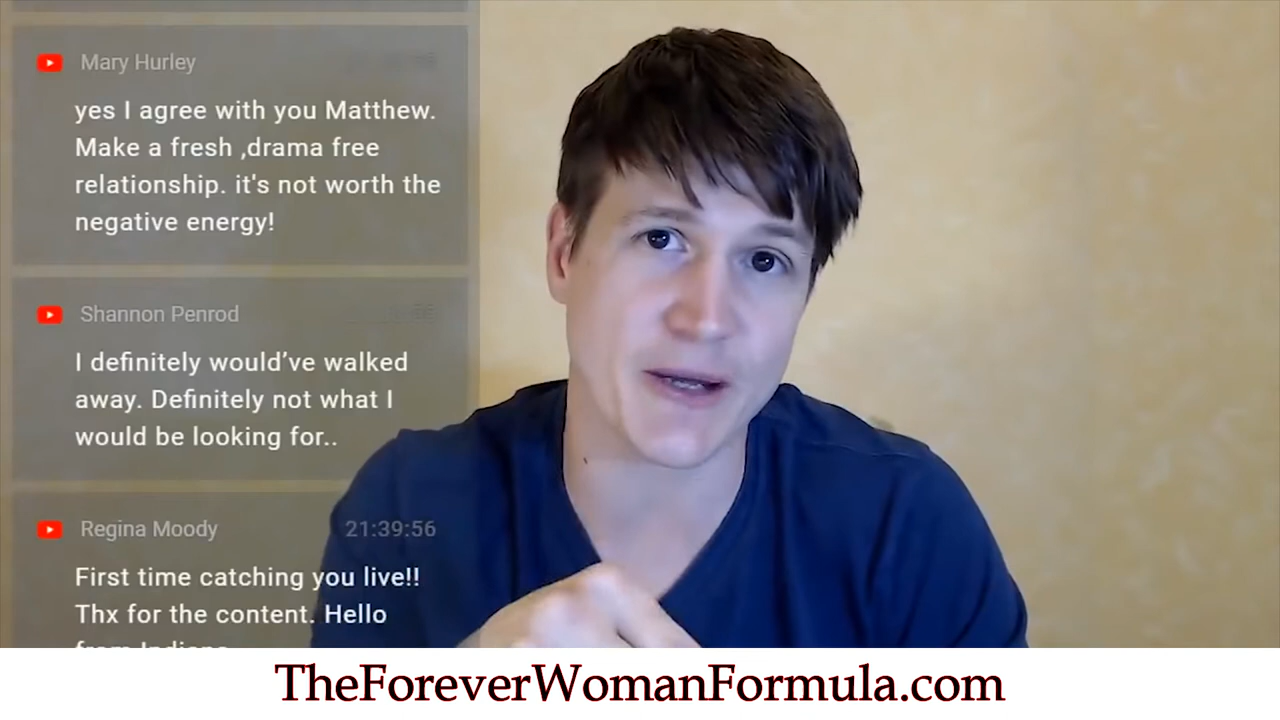 Mary Hurley
yes I agree with you Matthew.
Make a fresh ,drama free
relationship. it's not worth the
negative energy!
Shannon Penrod
I definitely would've walked
away. Definitely not what I
would be looking for..
Regina Moody 21:39:56
First time catching you live!!
Thx for the content. Hello
TheForeverWomanFormula.com